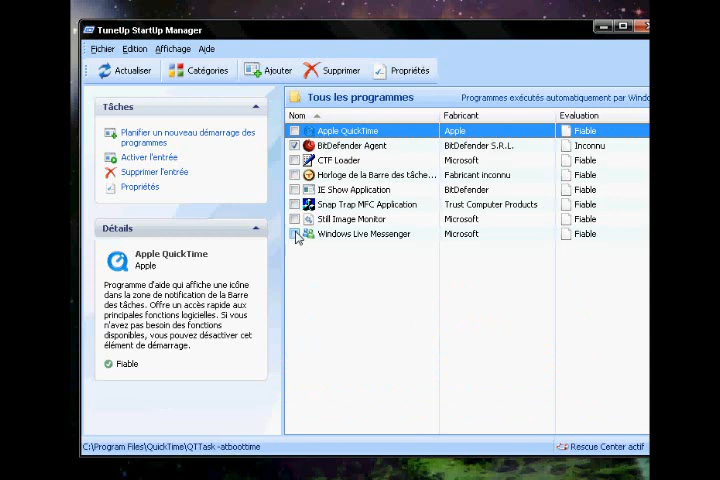 TuneUp StartUp Manager
Fichier Edition Affichage Aide
Actualiser Catégories Ajouter Supprimer Propriétés
Tâches
Planifier un nouveau démarrage des
programmes
Activer l'entrée
Supprimer l'entrée
Propriétés
Détails
Apple QuickTime
Apple
Programme d'aide qui affiche une icône
dans la zone de notification de la Barre
des tâches. Offre un accès rapide aux
principales fonctions logicielles. Si vous
n'avez pas besoin des fonctions
disponibles, vous pouvez désactiver cet
élément de démarrage.
Fiable
Tous les programmes Programmes exécutés automatiquement par Windo
Nom Fabricant Evaluation
Apple QuickTime Apple Fiable
BitDefender Agent BitDefender S.R.L. Inconnu
CTF Loader Microsoft Fiable
Horloge de la Barre des tâche... Fabricant inconnu Fiable
IE Show Application BitDefender Fiable
Snap Trap MFC Application Trust Computer Products Fiable
Still Image Monitor Microsoft Fiable
Windows Live Messenger Microsoft Fiable
C:\Program Files\QuickTime\QTTask -atboottime Rescue Center actif